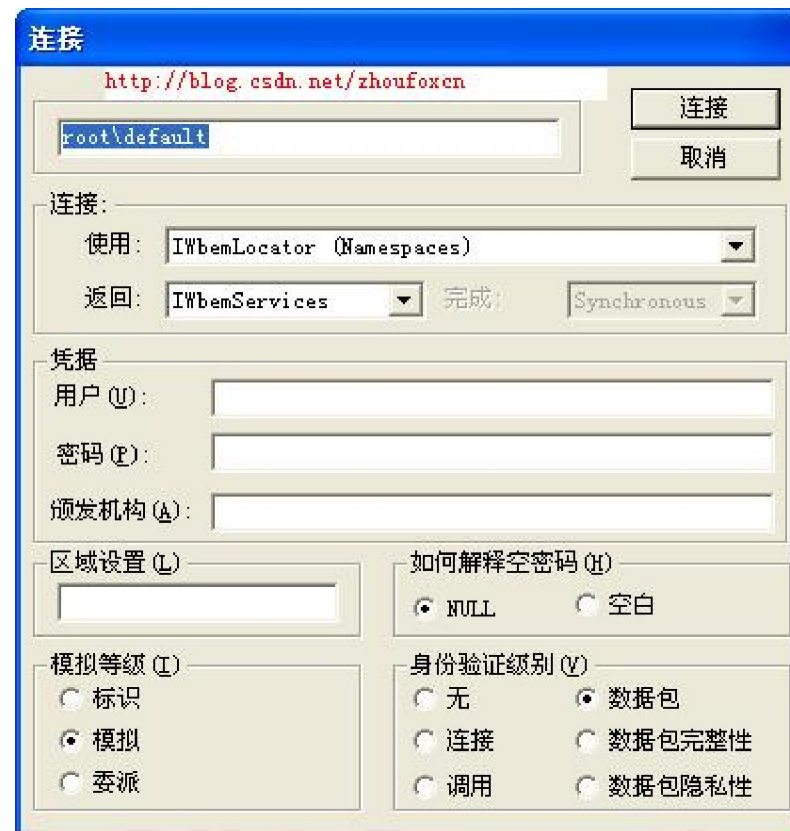 连接
http://blog.csdn.net/zhoufoxcn
root\default
连接
取消
连接:
使用: IWbemLocator (Namespaces)
返回: IWbemServices 完成: Synchronous
凭据
用户(U):
密码(P):
颁发机构(A):
区域设置(L)
如何解释空密码(H)
NULL 空白
模拟等级(I)
标识
模拟
委派
身份验证级别(V)
无 数据包
连接 数据包完整性
调用 数据包隐私性